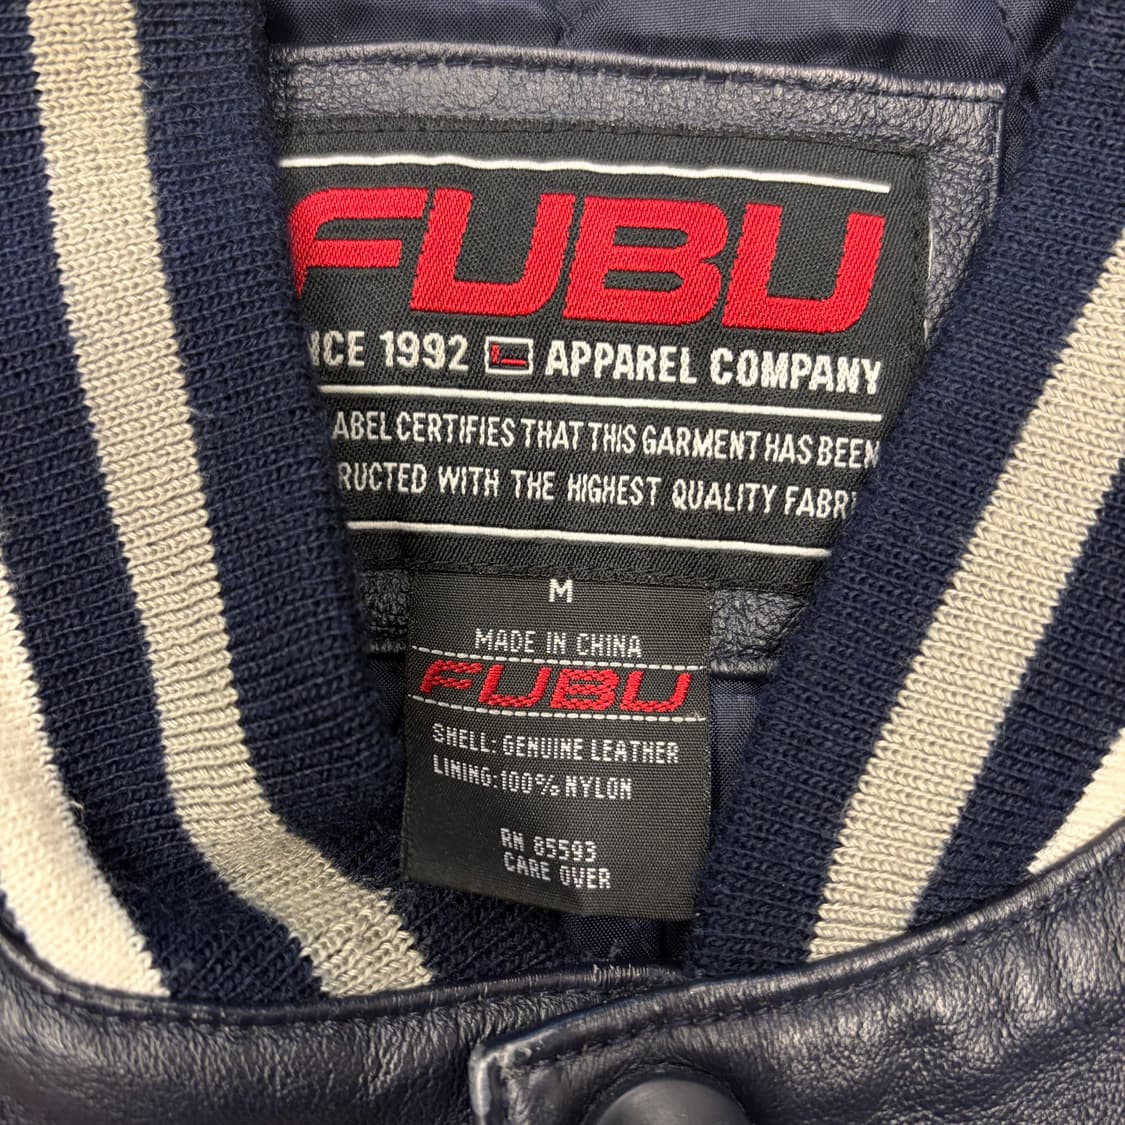 FUBU
NCE 1992 APPAREL COMPANY
ABEL CERTIFIES THAT THIS GARMENT HAS BEEN
RUCTED WITH THE HIGHEST QUALITY FABR
M
MADE IN CHINA
FUBU
SHELL: GENUINE LEATHER
LINING:100% NYLON
RN 85593
CARE OVER